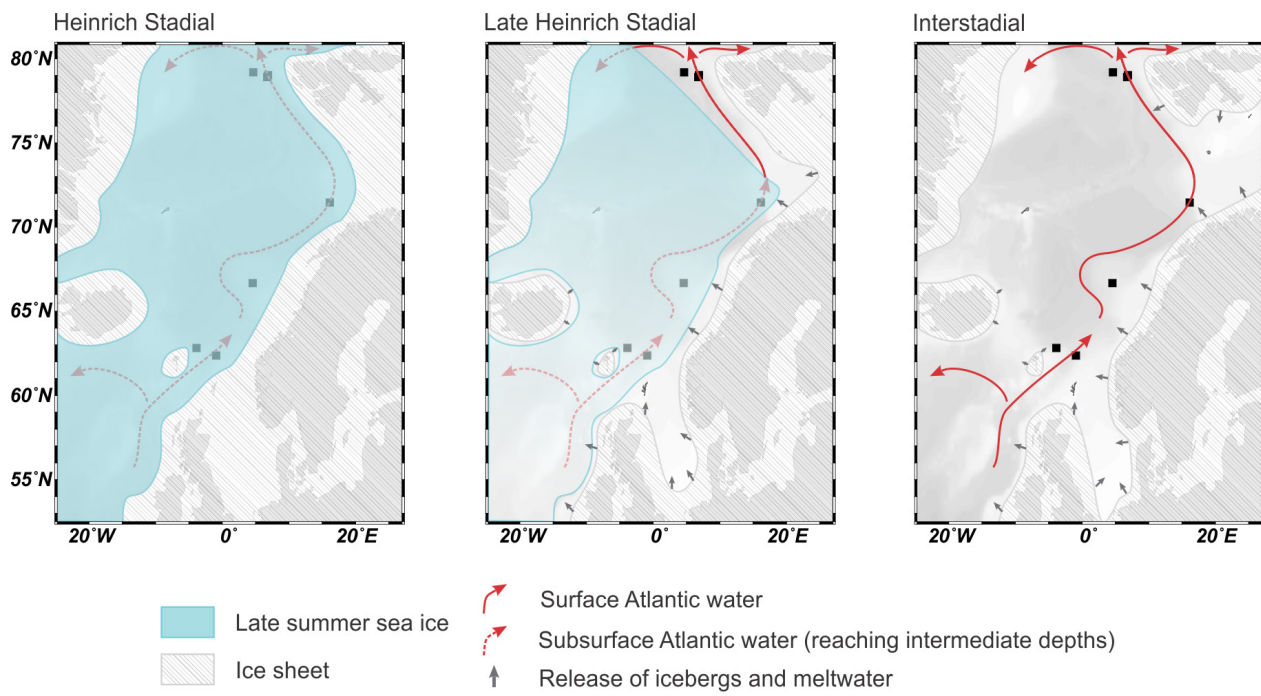 Heinrich Stadial
Late Heinrich Stadial
Interstadial
80°N
75°N
70°N
65°N
60°N
55°N
20°W
0°
20°E
20°W
0°
20°E
20°W
0°
20°E
Late summer sea ice
Ice sheet
Surface Atlantic water
Subsurface Atlantic water (reaching intermediate depths)
Release of icebergs and meltwater